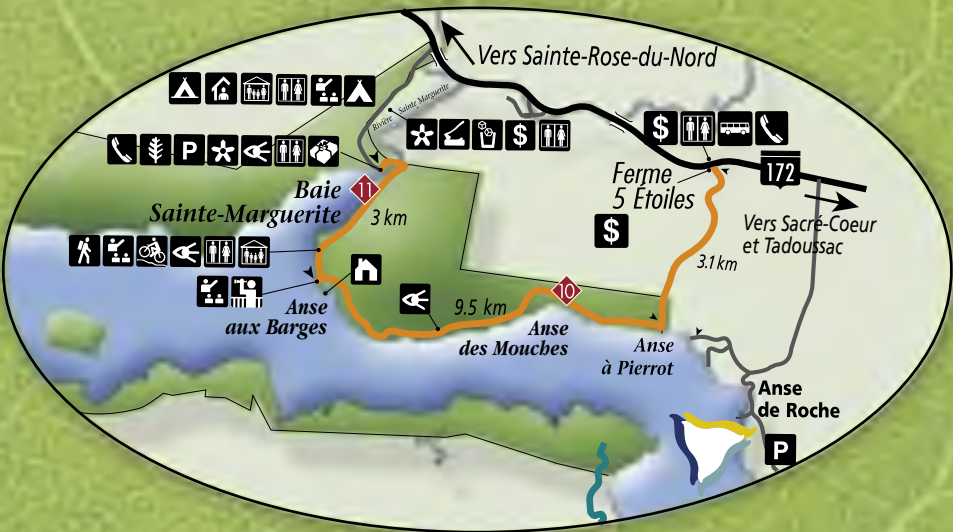 Vers Sainte-Rose-du-Nord
Rivière Sainte Marguerite
$
$
P
Ferme
5 Étoiles
172
Baie
Sainte-Marguerite
11
3 km
$
Vers Sacré-Coeur
et Tadoussac
3.1 km
Anse
aux Barges
9.5 km
10
Anse
des Mouches
Anse
à Pierrot
Anse
de Roche
P